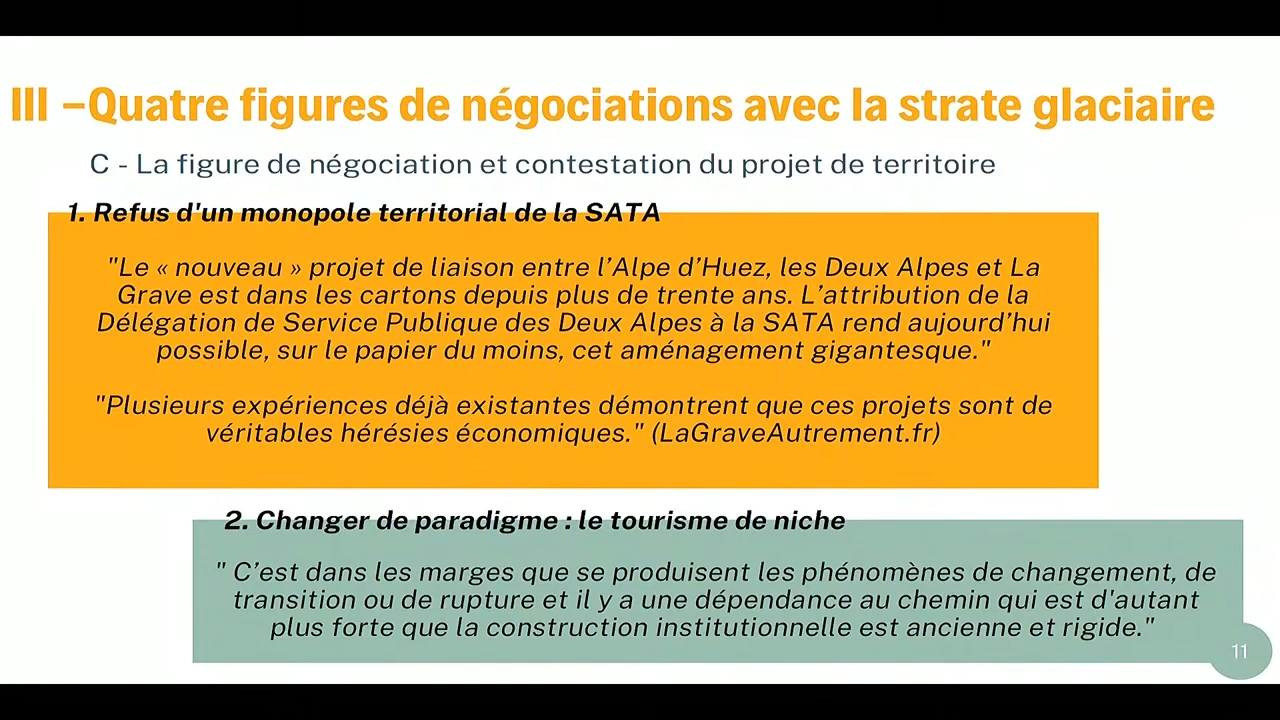 III –Quatre figures de négociations avec la strate glaciaire
C - La figure de négociation et contestation du projet de territoire
1. Refus d'un monopole territorial de la SATA
"Le « nouveau » projet de liaison entre l’Alpe d’Huez, les Deux Alpes et La
Grave est dans les cartons depuis plus de trente ans. L’attribution de la
Délégation de Service Publique des Deux Alpes à la SATA rend aujourd’hui
possible, sur le papier du moins, cet aménagement gigantesque."
"Plusieurs expériences déjà existantes démontrent que ces projets sont de
véritables hérésies économiques." (LaGraveAutrement.fr)
2. Changer de paradigme : le tourisme de niche
" C’est dans les marges que se produisent les phénomènes de changement, de
transition ou de rupture et il y a une dépendance au chemin qui est d'autant
plus forte que la construction institutionnelle est ancienne et rigide."
11